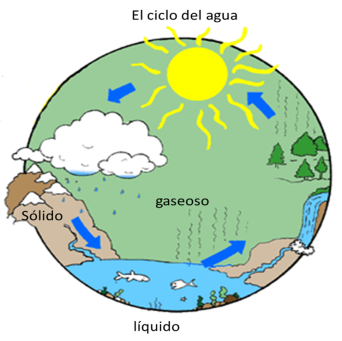 El ciclo del agua
gaseoso
Sólido
líquido